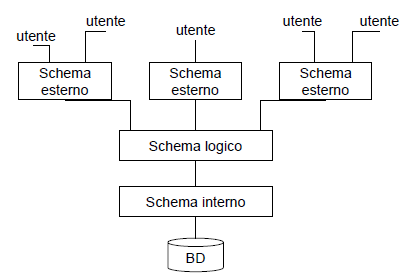 utente
utente
utente
utente
utente
Schema
esterno
Schema
esterno
Schema
esterno
Schema logico
Schema interno
BD